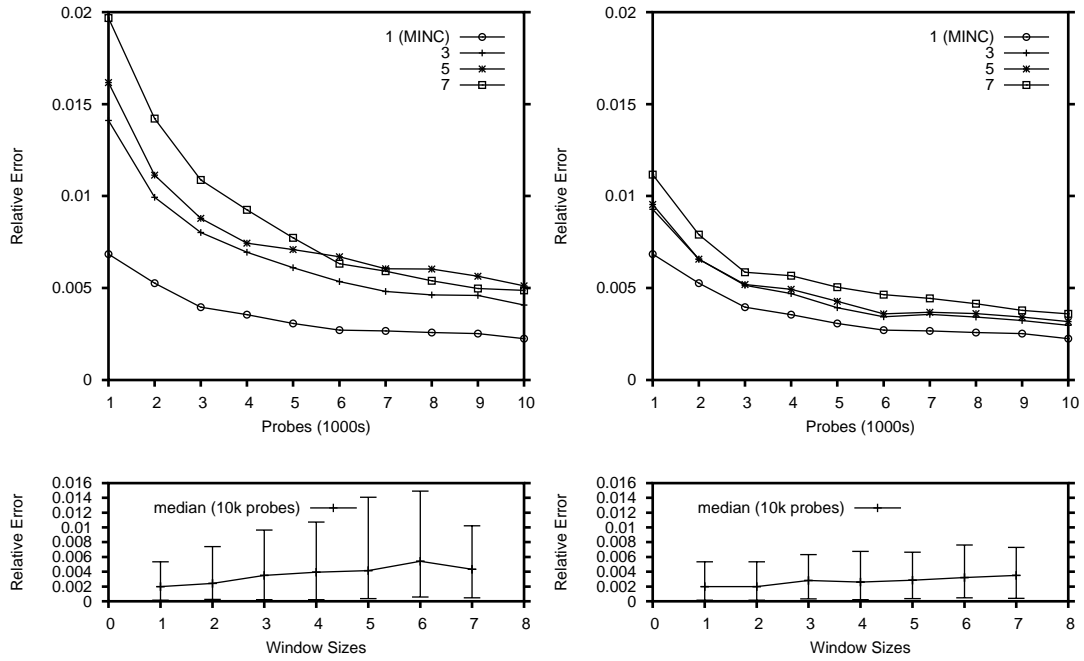 0.02
0.015
0.01
0.005
0
Relative Error
1 (MINC)
3
5
7
1 2 3 4 5 6 7 8 9 10
Probes (1000s)
0.02
0.015
0.01
0.005
0
Relative Error
1 (MINC)
3
5
7
1 2 3 4 5 6 7 8 9 10
Probes (1000s)
0.016
0.014
0.012
0.01
0.008
0.006
0.004
0.002
0
Relative Error
median (10k probes)
0 1 2 3 4 5 6 7 8
Window Sizes
0.016
0.014
0.012
0.01
0.008
0.006
0.004
0.002
0
Relative Error
median (10k probes)
0 1 2 3 4 5 6 7 8
Window Sizes